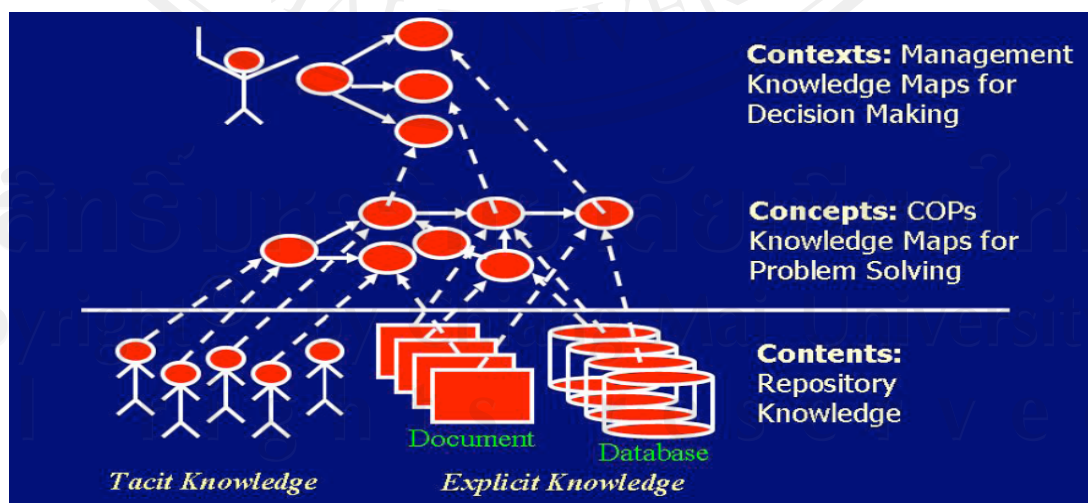 Contexts: Management
Knowledge Maps for
Decision Making
Concepts: COPs
Knowledge Maps for
Problem Solving
Contents:
Repository
Knowledge
Document
Database
Tacit Knowledge
Explicit Knowledge